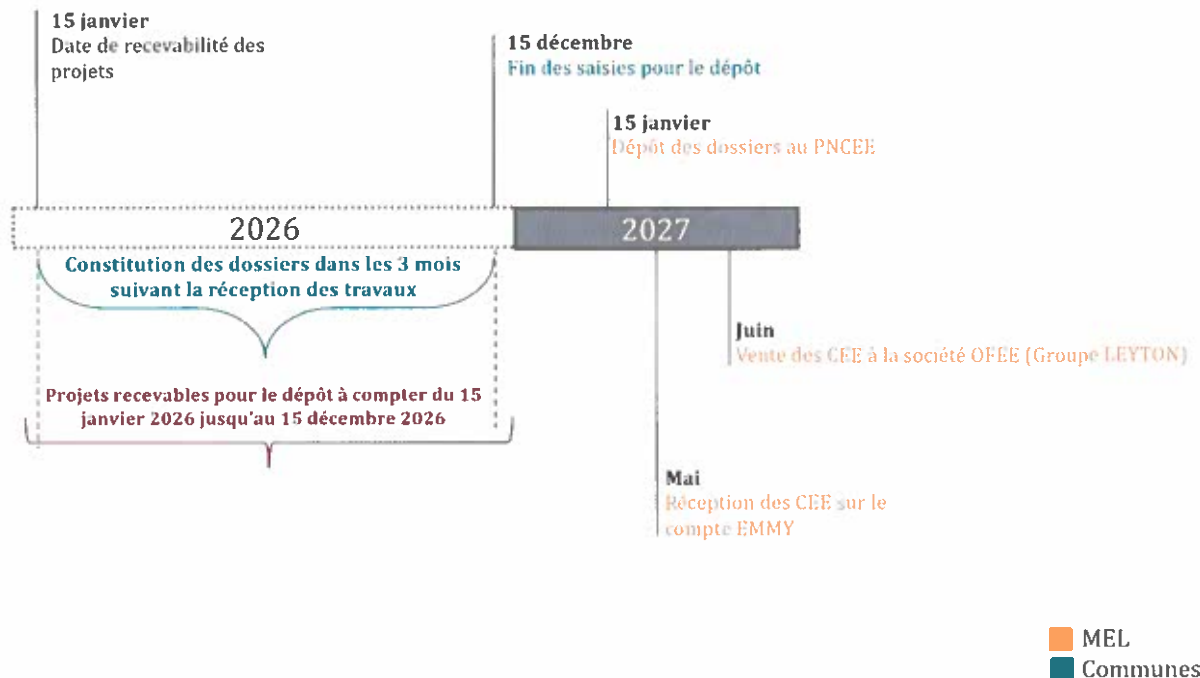 15 janvier
Date de recevabilité des
projets
15 décembre
Fin des saisies pour le dépôt
15 janvier
Dépôt des dossiers au PNCEE
2026
2027
Constitution des dossiers dans les 3 mois
suivant la réception des travaux
Juin
Vente des CEE à la société OFEE (Groupe LEYTON)
Projets recevables pour le dépôt à compter du 15
janvier 2026 jusqu'au 15 décembre 2026
Mai
Réception des CEE sur le
compte EMMY
MEL
Communes